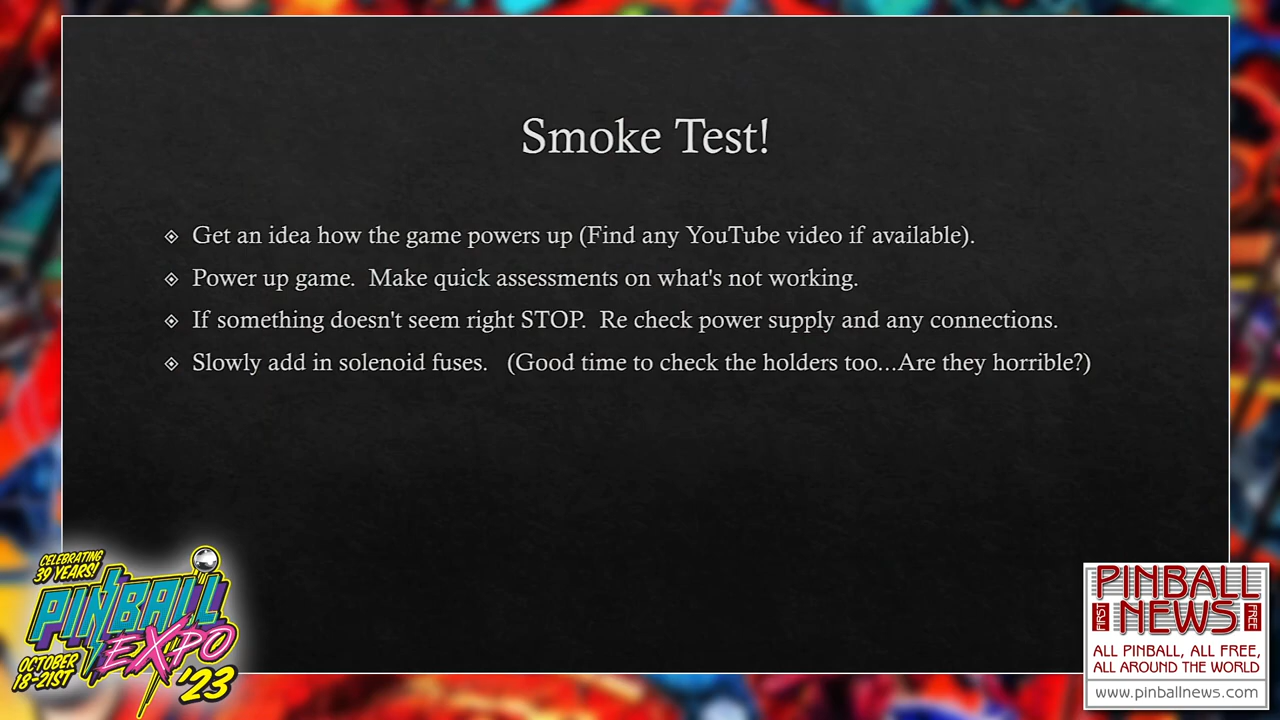 Smoke Test!
Get an idea how the game powers up (Find any YouTube video if available).
Power up game.  Make quick assessments on what's not working.
If something doesn't seem right STOP.  Re check power supply and any connections.
Slowly add in solenoid fuses.   (Good time to check the holders too...Are they horrible?)
CELEBRATING
39 YEARS!
PINBALL
EXPO
OCTOBER
18-21ST
'23
PINBALL
FIRST
NEWS
FREE
ALL PINBALL, ALL FREE,
ALL AROUND THE WORLD
www.pinballnews.com